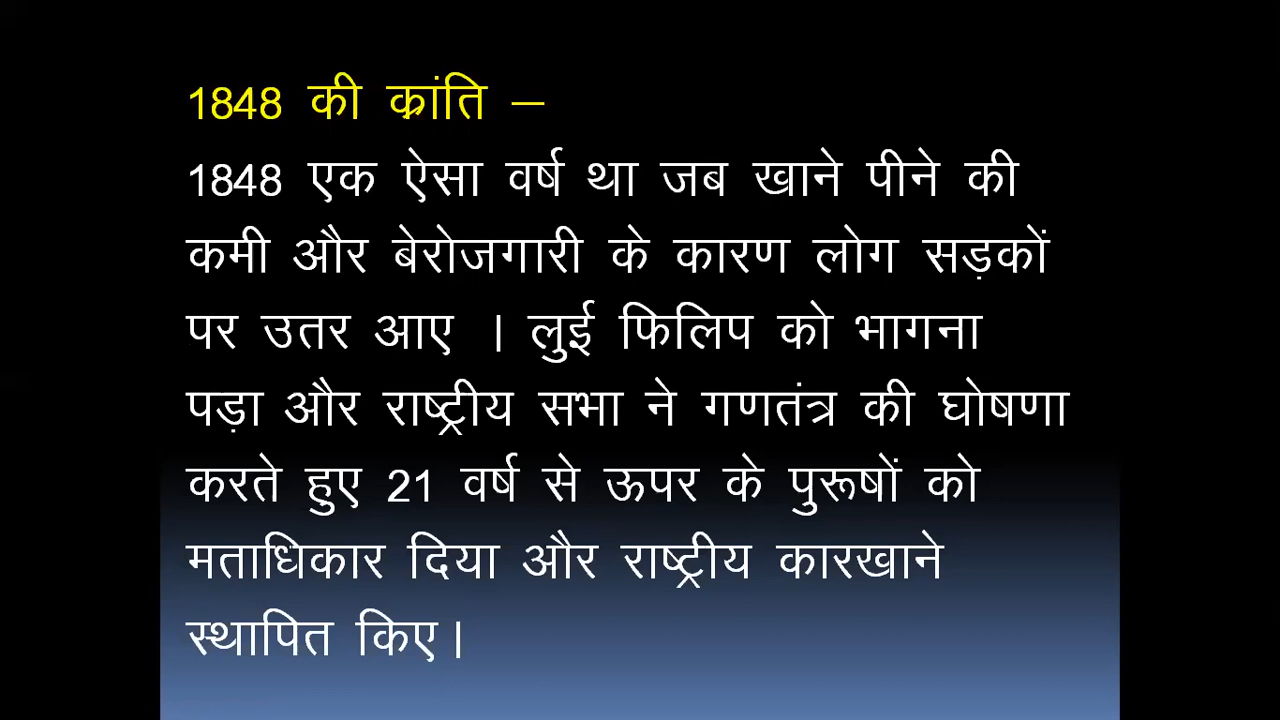 1848 की क्रांति –
1848 एक ऐसा वर्ष था जब खाने पीने की
कमी और बेरोजगारी के कारण लोग सड़कों
पर उतर आए । लुई फिलिप को भागना
पड़ा और राष्ट्रीय सभा ने गणतंत्र की घोषणा
करते हुए 21 वर्ष से ऊपर के पुरूषों को
मताधिकार दिया और राष्ट्रीय कारखाने
स्थापित किए।